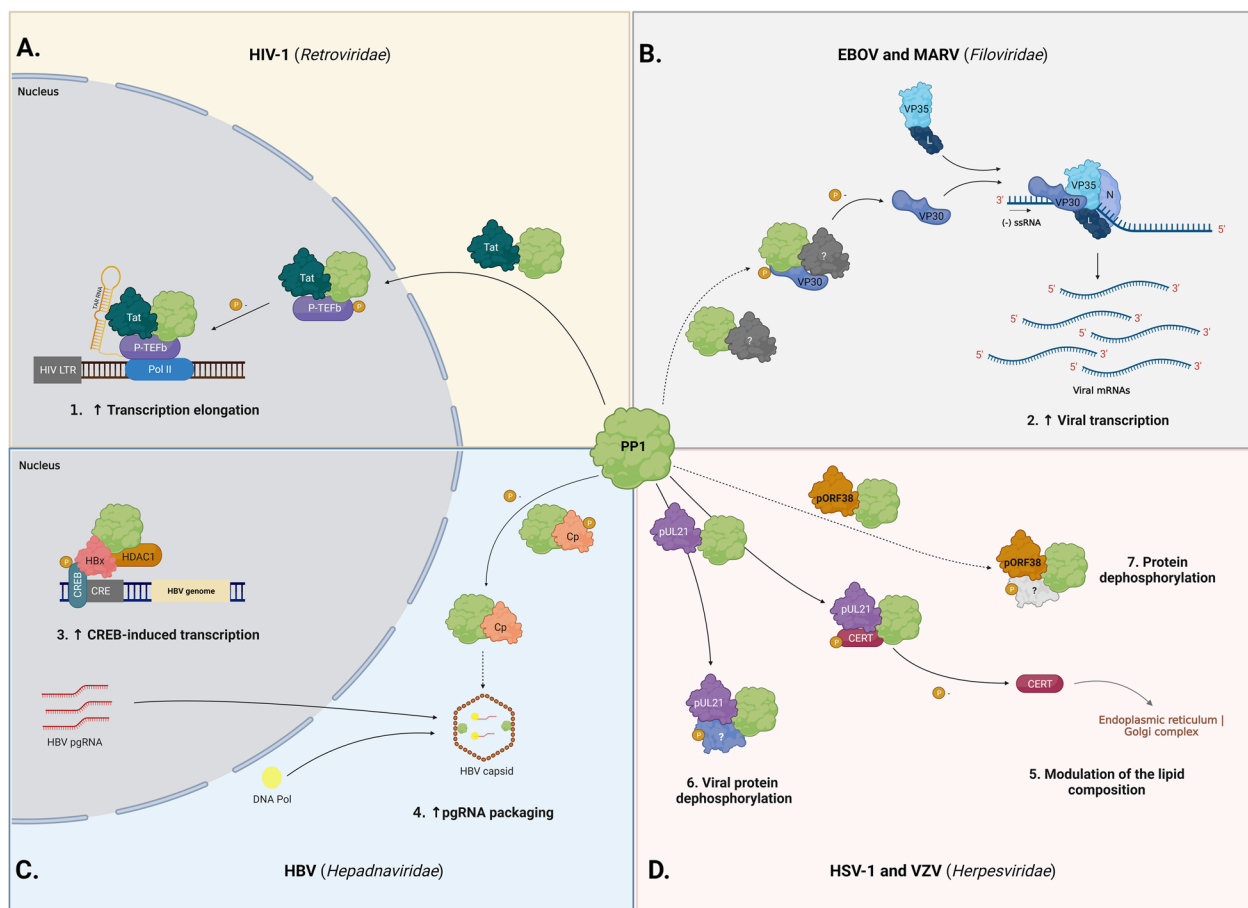 A.
HIV-1 (Retroviridae)
Nucleus
Tat
Tat
P-TEFb
P
P -
TAR RNA
Tat
P-TEFb
HIV LTR
Pol II
1. ↑ Transcription elongation
B.
EBOV and MARV (Filoviridae)
VP35
L
P -
VP30
?
P
VP30
?
VP35
N
VP30
L
3'
(-) ssRNA
5'
5'
3'
5'
3'
5'
3'
5'
3'
5'
3'
Viral mRNAs
2. ↑ Viral transcription
PP1
Nucleus
HDAC1
P
HBx
CREB
CRE
HBV genome
3. ↑ CREB-induced transcription
HBV pgRNA
DNA Pol
P -
P
Cp
Cp
HBV capsid
4. ↑pgRNA packaging
C.
HBV (Hepadnaviridae)
pORF38
pUL21
pORF38
P
?
7. Protein
dephosphorylation
pUL21
P
CERT
P -
CERT
Endoplasmic reticulum |
Golgi complex
5. Modulation of the lipid
composition
pUL21
P
?
6. Viral protein
dephosphorylation
D.
HSV-1 and VZV (Herpesviridae)